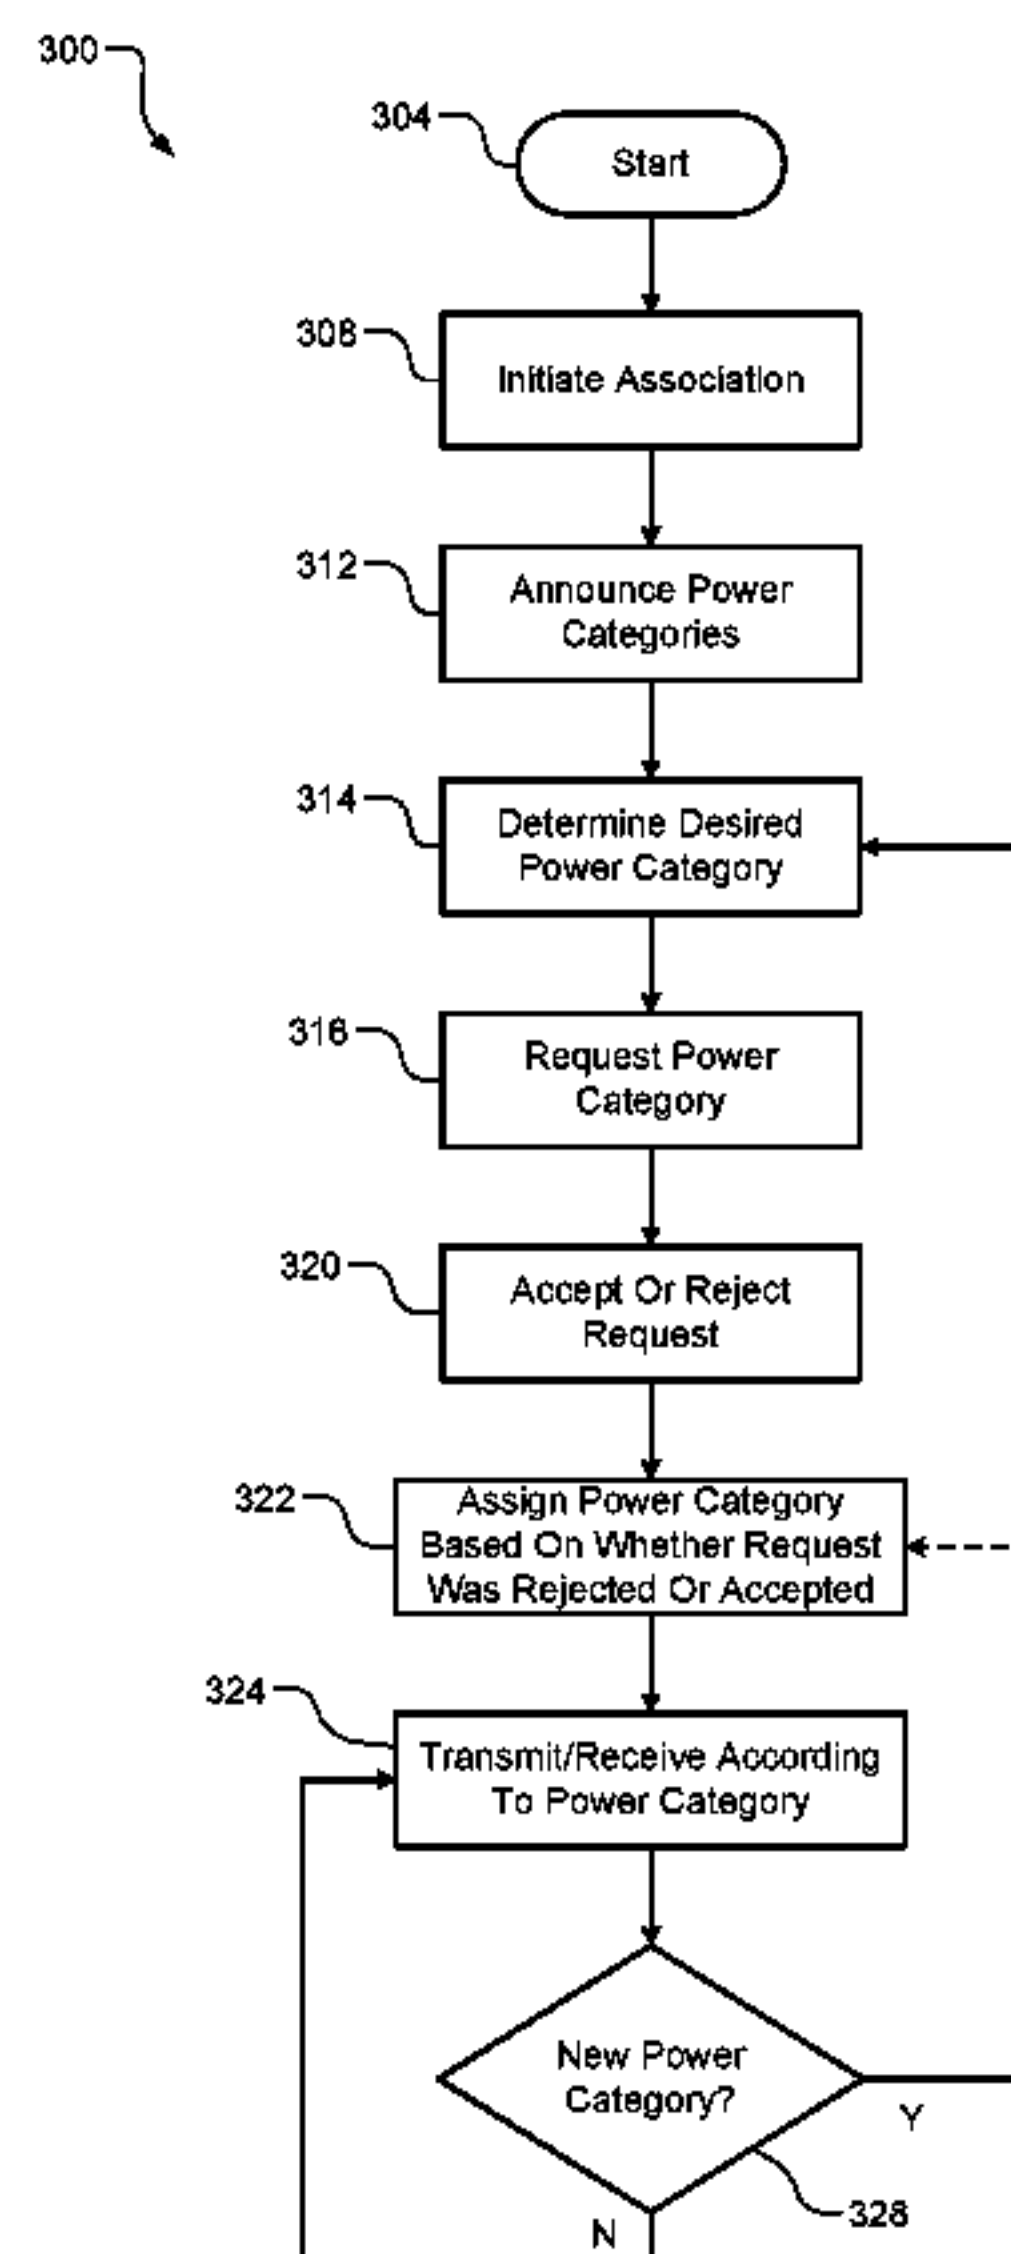 300
304
Start
308
Initiate Association
312
Announce Power
Categories
314
Determine Desired
Power Category
316
Request Power
Category
320
Accept Or Reject
Request
322
Assign Power Category
Based On Whether Request
Was Rejected Or Accepted
324
Transmit/Receive According
To Power Category
New Power
Category?
Y
328
N